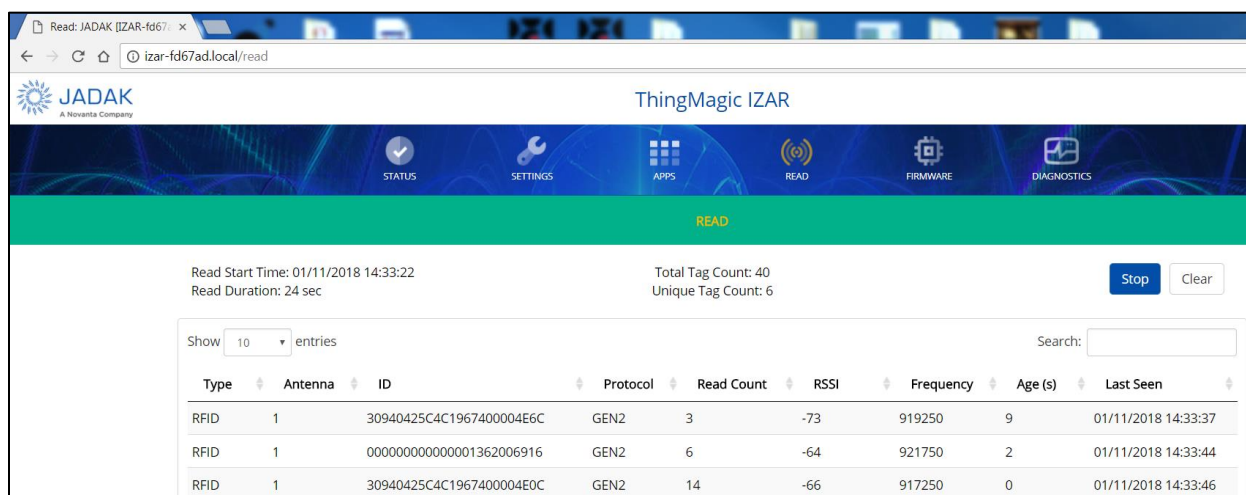 Read: JADAK [IZAR-fd67a
izar-fd67ad.local/read
JADAK
A Novanta Company
ThingMagic IZAR
STATUS SETTINGS APPS READ FIRMWARE DIAGNOSTICS
READ
Read Start Time: 01/11/2018 14:33:22 Total Tag Count: 40 Stop Clear
Read Duration: 24 sec Unique Tag Count: 6
Show 10 entries Search:
Type Antenna ID Protocol Read Count RSSI Frequency Age (s) Last Seen
RFID 1 30940425C4C1967400004E6C GEN2 3 -73 919250 9 01/11/2018 14:33:37
RFID 1 000000000000001362006916 GEN2 6 -64 921750 2 01/11/2018 14:33:44
RFID 1 30940425C4C1967400004E0C GEN2 14 -66 917250 0 01/11/2018 14:33:46